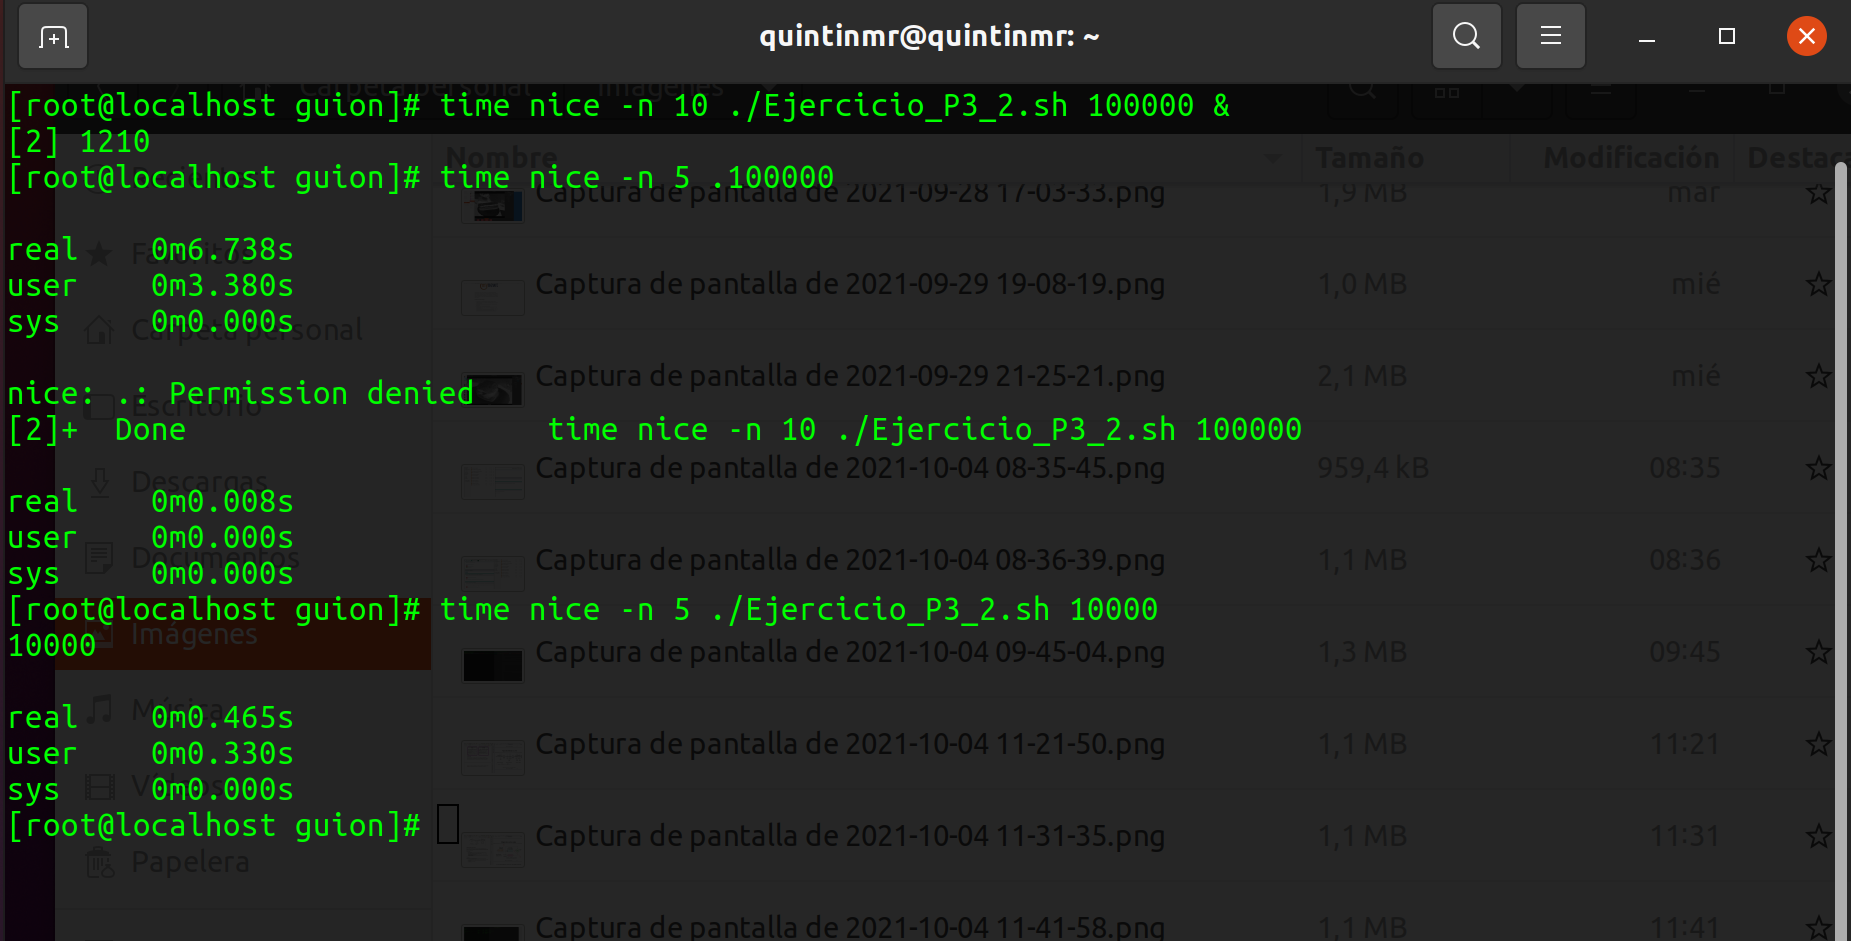 quintinmr@quintinmr: ~
Carpeta personal Imágenes
[root@localhost guion]# time nice -n 10 ./Ejercicio_P3_2.sh 100000 &
[2] 1210
Nombre Tamaño Modificación
[root@localhost guion]# time nice -n 5 .100000
Captura de pantalla de 2021-09-28 17-03-33.png 1,9 MB mar
real 0m6.738s
Favoritos
user 0m3.380s
Captura de pantalla de 2021-09-29 19-08-19.png 1,0 MB mié
sys 0m0.000s
Carpeta personal
nice: .: Permission denied
Captura de pantalla de 2021-09-29 21-25-21.png 2,1 MB mié
Escritorio
[2]+ Done time nice -n 10 ./Ejercicio_P3_2.sh 100000
Captura de pantalla de 2021-10-04 08-35-45.png 959,4 kB 08:35
Descargas
real 0m0.008s
user 0m0.000s
Documentos
Captura de pantalla de 2021-10-04 08-36-39.png 1,1 MB 08:36
sys 0m0.000s
[root@localhost guion]# time nice -n 5 ./Ejercicio_P3_2.sh 10000
Imágenes
10000
Captura de pantalla de 2021-10-04 09-45-04.png 1,3 MB 09:45
real 0m0.465s
Música
user 0m0.330s
Captura de pantalla de 2021-10-04 11-21-50.png 1,1 MB 11:21
sys 0m0.000s
Vídeos
[root@localhost guion]#
Captura de pantalla de 2021-10-04 11-31-35.png 1,1 MB 11:31
Papelera
Captura de pantalla de 2021-10-04 11-41-58.png 1,1 MB 11:41